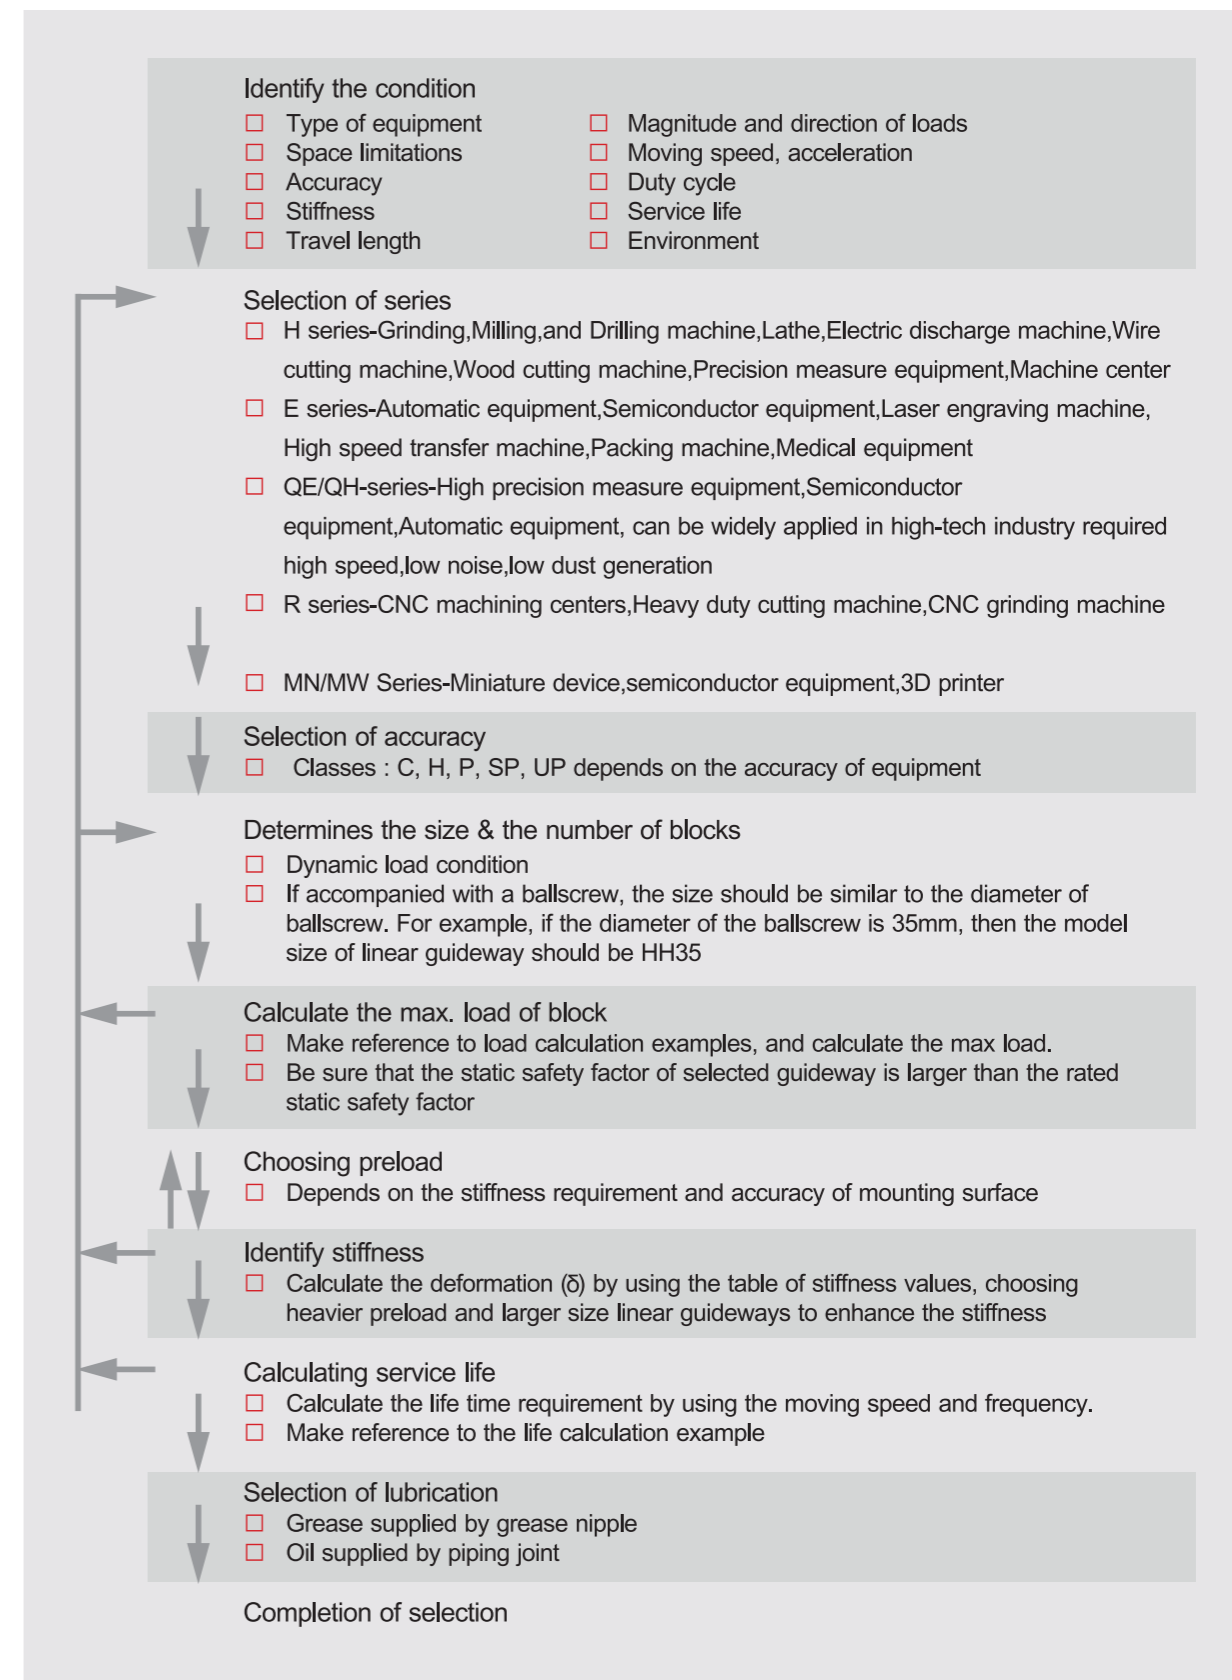 Identify the condition
□ Type of equipment
□ Space limitations
□ Accuracy
□ Stiffness
□ Travel length
□ Magnitude and direction of loads
□ Moving speed, acceleration
□ Duty cycle
□ Service life
□ Environment
Selection of series
□ H series-Grinding,Milling,and Drilling machine,Lathe,Electric discharge machine,Wire
cutting machine,Wood cutting machine,Precision measure equipment,Machine center
□ E series-Automatic equipment,Semiconductor equipment,Laser engraving machine,
High speed transfer machine,Packing machine,Medical equipment
□ QE/QH-series-High precision measure equipment,Semiconductor
equipment,Automatic equipment, can be widely applied in high-tech industry required
high speed,low noise,low dust generation
□ R series-CNC machining centers,Heavy duty cutting machine,CNC grinding machine
□ MN/MW Series-Miniature device,semiconductor equipment,3D printer
Selection of accuracy
□ Classes : C, H, P, SP, UP depends on the accuracy of equipment
Determines the size & the number of blocks
□ Dynamic load condition
□ If accompanied with a ballscrew, the size should be similar to the diameter of
ballscrew. For example, if the diameter of the ballscrew is 35mm, then the model
size of linear guideway should be HH35
Calculate the max. load of block
□ Make reference to load calculation examples, and calculate the max load.
□ Be sure that the static safety factor of selected guideway is larger than the rated
static safety factor
Choosing preload
□ Depends on the stiffness requirement and accuracy of mounting surface
Identify stiffness
□ Calculate the deformation (δ) by using the table of stiffness values, choosing
heavier preload and larger size linear guideways to enhance the stiffness
Calculating service life
□ Calculate the life time requirement by using the moving speed and frequency.
□ Make reference to the life calculation example
Selection of lubrication
□ Grease supplied by grease nipple
□ Oil supplied by piping joint
Completion of selection